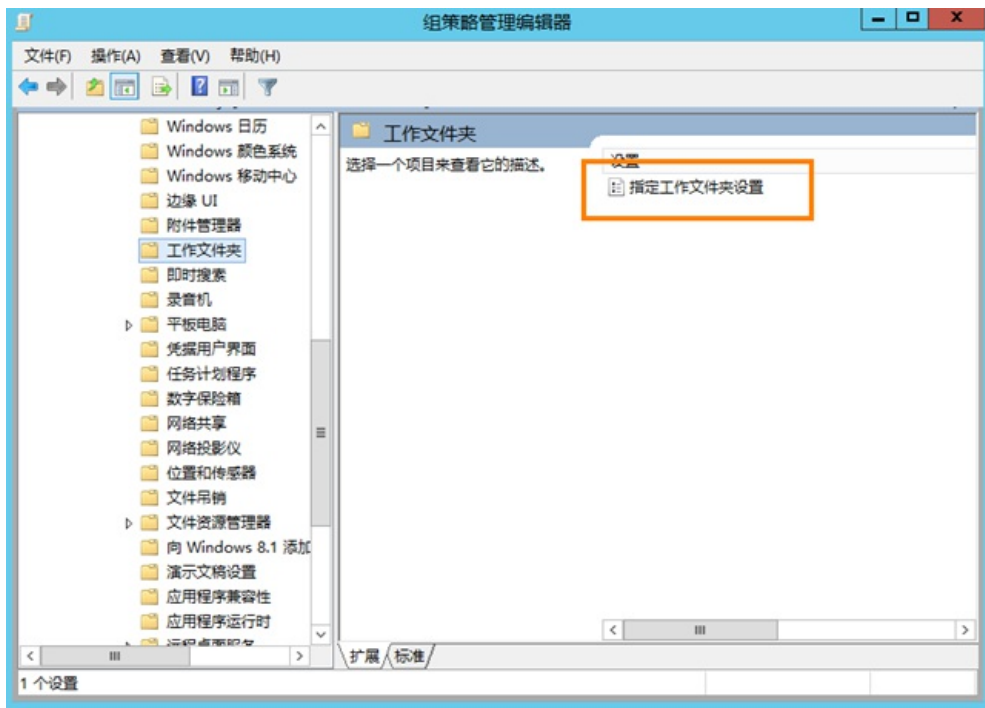 组策略管理编辑器
文件(F) 操作(A) 查看(V) 帮助(H)
Windows 日历
Windows 颜色系统
Windows 移动中心
边缘 UI
附件管理器
工作文件夹
即时搜索
录音机
平板电脑
凭据用户界面
任务计划程序
数字保险箱
网络共享
网络投影仪
位置和传感器
文件吊销
文件资源管理器
向 Windows 8.1 添加
演示文稿设置
应用程序兼容性
应用程序运行时
远程桌面服务
工作文件夹
选择一个项目来查看它的描述。
设置
指定工作文件夹设置
扩展 标准
1 个设置